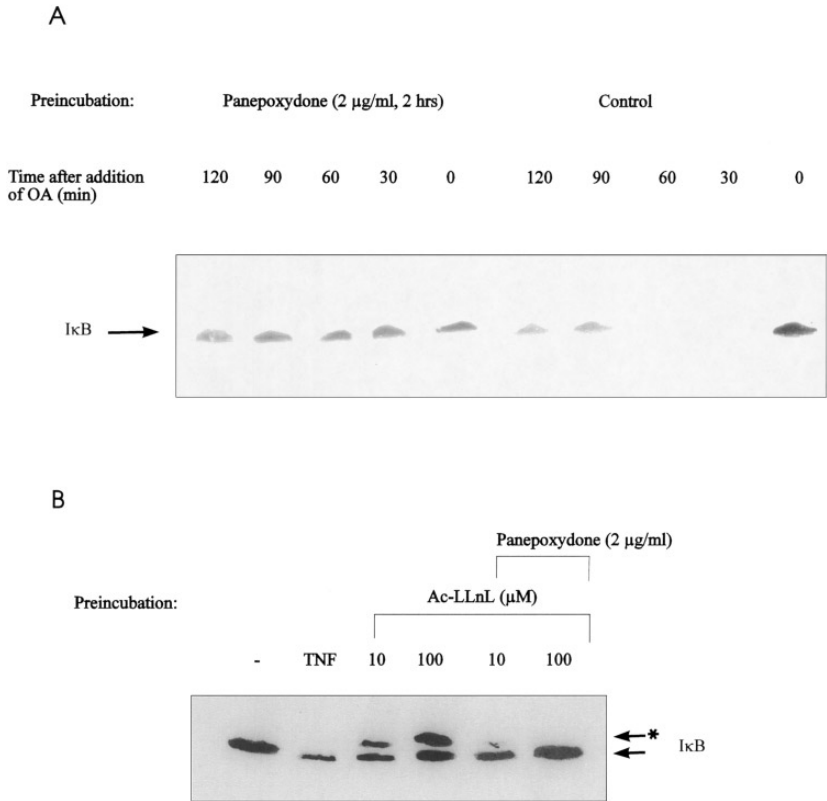 A
Preincubation: Panepoxydone (2 µg/ml, 2 hrs) Control
Time after addition
of OA (min) 120 90 60 30 0 120 90 60 30 0
IκB
B
Panepoxydone (2 µg/ml)
Preincubation: Ac-LLnL (µM)
- TNF 10 100 10 100
*
IκB